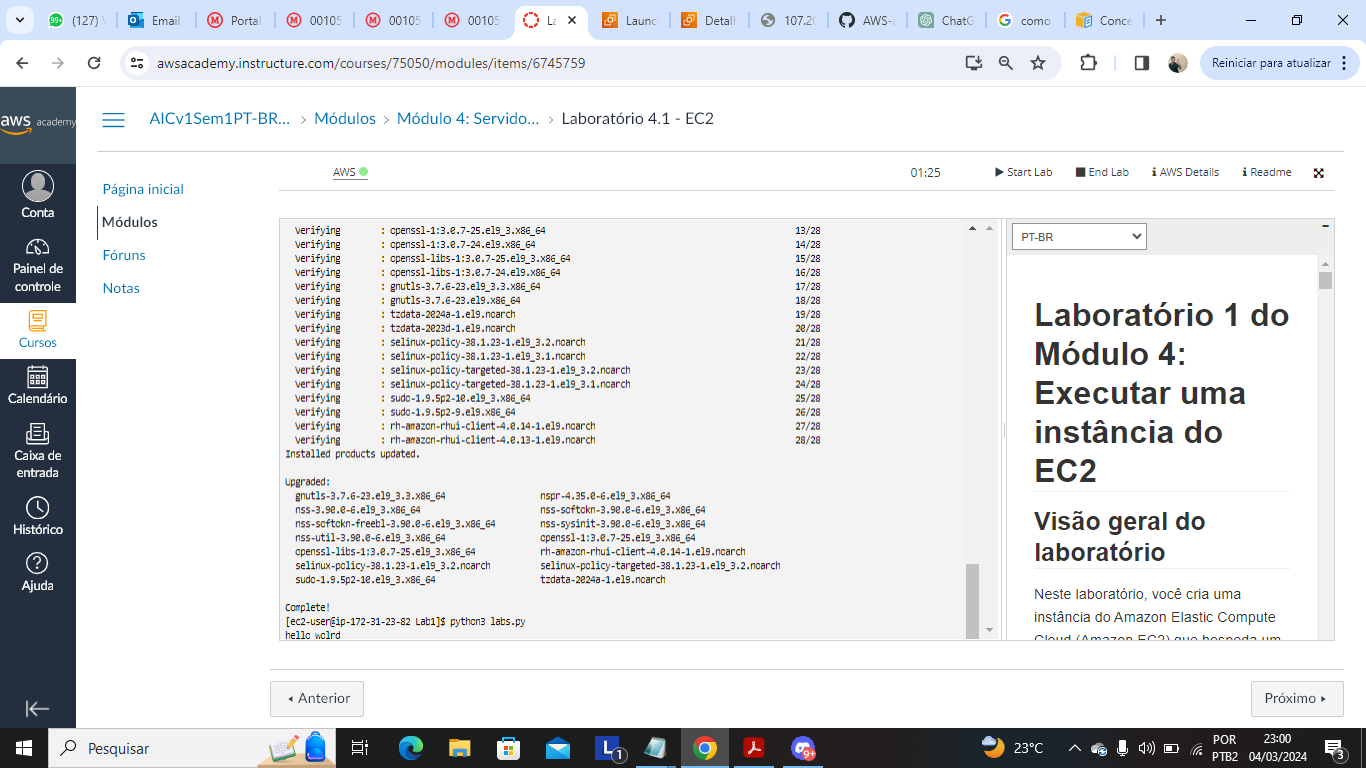 (127) \
Email
Portal
00105
00105
00105
La
Launc
Detalh
107.20
AWS-a
ChatG
como
Conce
awsacademy.instructure.com/courses/75050/modules/items/6745759
Reiniciar para atualizar
aws academy
Conta
Painel de
controle
Cursos
Calendário
Caixa de
entrada
Histórico
Ajuda
AICv1Sem1PT-BR... > Módulos > Módulo 4: Servido... > Laboratório 4.1 - EC2
Página inicial
Módulos
Fóruns
Notas
AWS
01:25
Start Lab
End Lab
AWS Details
Readme
Verifying : openssl-1:3.0.7-25.el9_3.x86_64 13/28
Verifying : openssl-1:3.0.7-24.el9.x86_64 14/28
Verifying : openssl-libs-1:3.0.7-25.el9_3.x86_64 15/28
Verifying : openssl-libs-1:3.0.7-24.el9.x86_64 16/28
Verifying : gnutls-3.7.6-23.el9_3.3.x86_64 17/28
Verifying : gnutls-3.7.6-23.el9.x86_64 18/28
Verifying : tzdata-2024a-1.el9.noarch 19/28
Verifying : tzdata-2023d-1.el9.noarch 20/28
Verifying : selinux-policy-38.1.23-1.el9_3.2.noarch 21/28
Verifying : selinux-policy-38.1.23-1.el9_3.1.noarch 22/28
Verifying : selinux-policy-targeted-38.1.23-1.el9_3.2.noarch 23/28
Verifying : selinux-policy-targeted-38.1.23-1.el9_3.1.noarch 24/28
Verifying : sudo-1.9.5p2-10.el9_3.x86_64 25/28
Verifying : sudo-1.9.5p2-9.el9.x86_64 26/28
Verifying : rh-amazon-rhui-client-4.0.14-1.el9.noarch 27/28
Verifying : rh-amazon-rhui-client-4.0.13-1.el9.noarch 28/28
Installed products updated.
Upgraded:
gnutls-3.7.6-23.el9_3.3.x86_64 nspr-4.35.0-6.el9_3.x86_64
nss-3.90.0-6.el9_3.x86_64 nss-softokn-3.90.0-6.el9_3.x86_64
nss-softokn-freebl-3.90.0-6.el9_3.x86_64 nss-sysinit-3.90.0-6.el9_3.x86_64
nss-util-3.90.0-6.el9_3.x86_64 openssl-1:3.0.7-25.el9_3.x86_64
openssl-libs-1:3.0.7-25.el9_3.x86_64 rh-amazon-rhui-client-4.0.14-1.el9.noarch
selinux-policy-38.1.23-1.el9_3.2.noarch selinux-policy-targeted-38.1.23-1.el9_3.2.noarch
sudo-1.9.5p2-10.el9_3.x86_64 tzdata-2024a-1.el9.noarch
Complete!
[ec2-user@ip-172-31-23-82 Lab1]$ python3 labs.py
hello wolrd
PT-BR
Laboratório 1 do
Módulo 4:
Executar uma
instância do
EC2
Visão geral do
laboratório
Neste laboratório, você cria uma
instância do Amazon Elastic Compute
Cloud (Amazon EC2) que hospeda um
Anterior
Próximo
Pesquisar
L
1
9+
23°C
POR
PTB2
23:00
04/03/2024
3